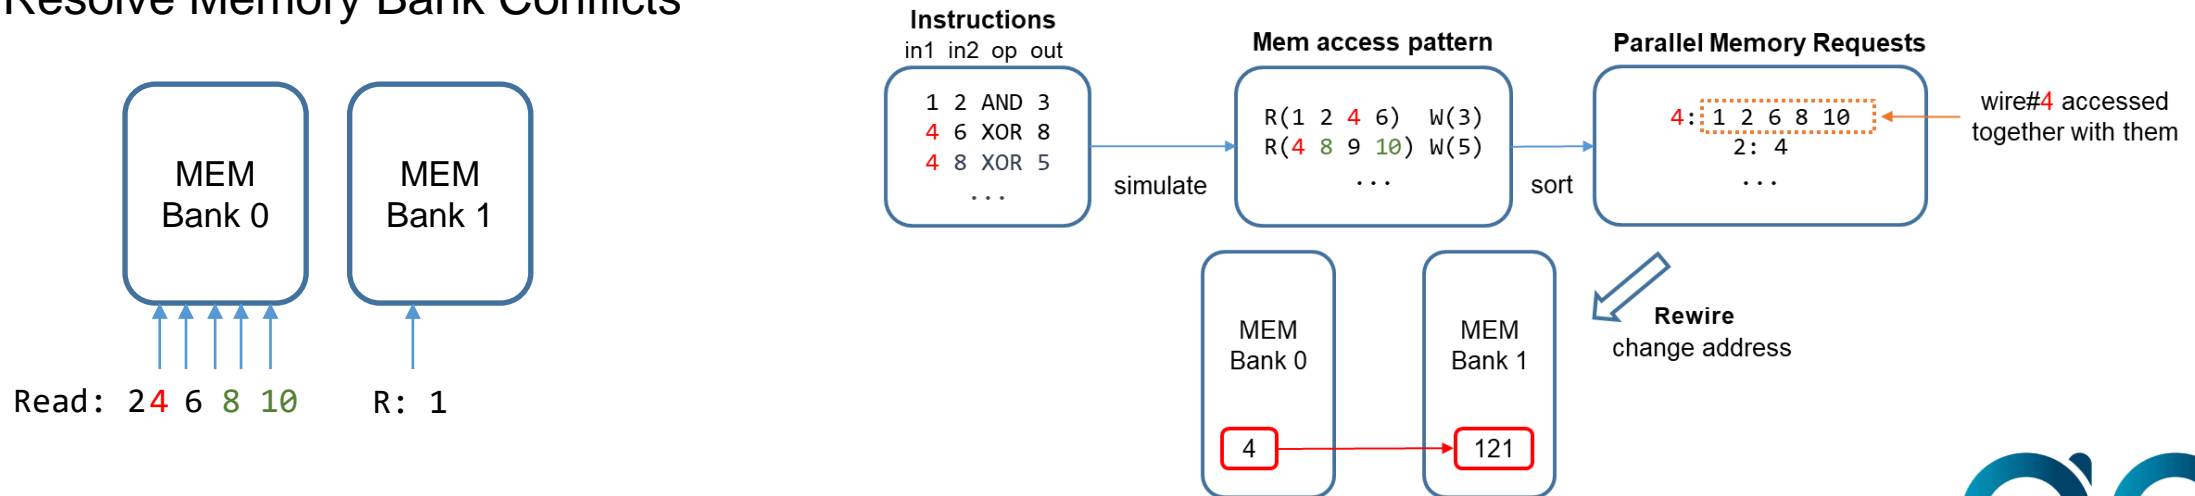 Resolve Memory Bank Conflicts
MEM
Bank 0
MEM
Bank 1
Read: 2 4 6 8 10
R: 1
Instructions
in1 in2 op out
1 2 AND 3
4 6 XOR 8
4 8 XOR 5
...
simulate
Mem access pattern
R(1 2 4 6) W(3)
R(4 8 9 10) W(5)
...
sort
Parallel Memory Requests
4: 1 2 6 8 10
2: 4
...
wire#4 accessed
together with them
Rewire
change address
MEM
Bank 0
4
MEM
Bank 1
121